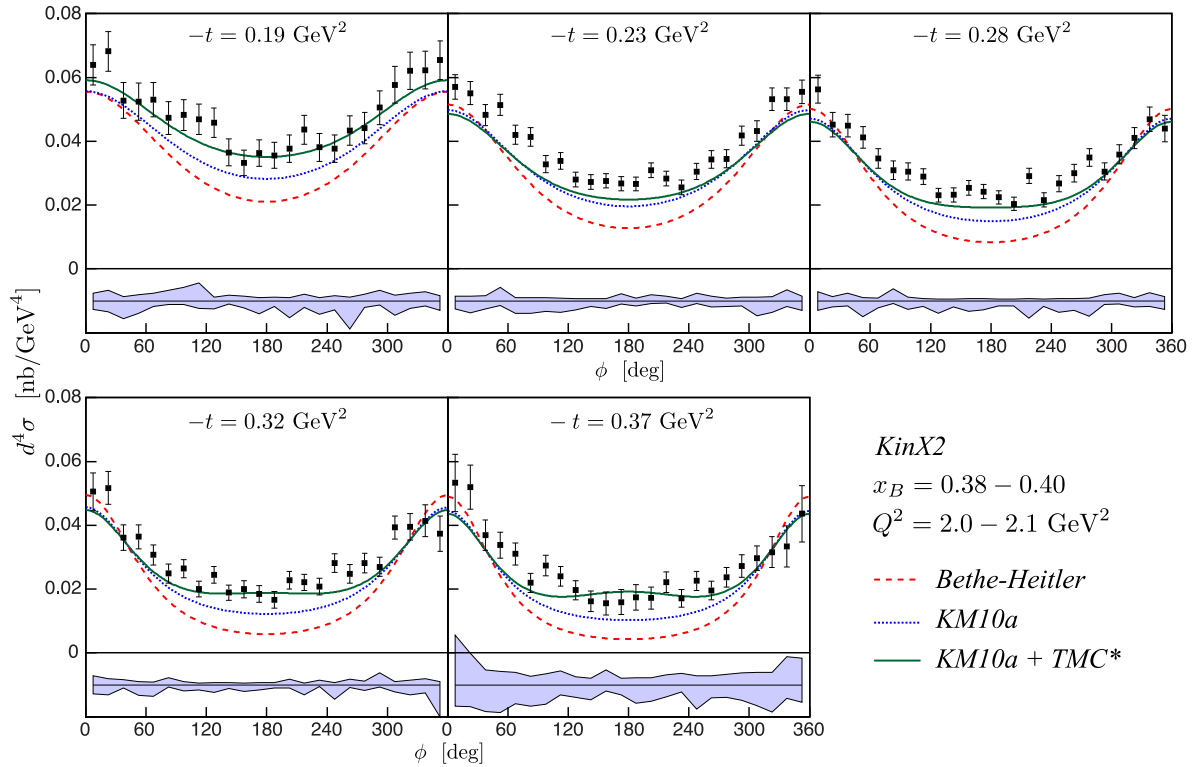 0.08
−t = 0.19 GeV²
−t = 0.23 GeV²
−t = 0.28 GeV²
0.06
0.04
0.02
0
0 60 120 180 240 300 0 60 120 180 240 300 0 60 120 180 240 300 360
ϕ [deg]
ϕ [deg]
ϕ [deg]
d⁴σ [nb/GeV⁴]
0.08
−t = 0.32 GeV²
− t = 0.37 GeV²
0.06
0.04
0.02
0
0 60 120 180 240 300 0 60 120 180 240 300 360
ϕ [deg]
ϕ [deg]
KinX2
x_B = 0.38 − 0.40
Q² = 2.0 − 2.1 GeV²
Bethe-Heitler
KM10a
KM10a + TMC*